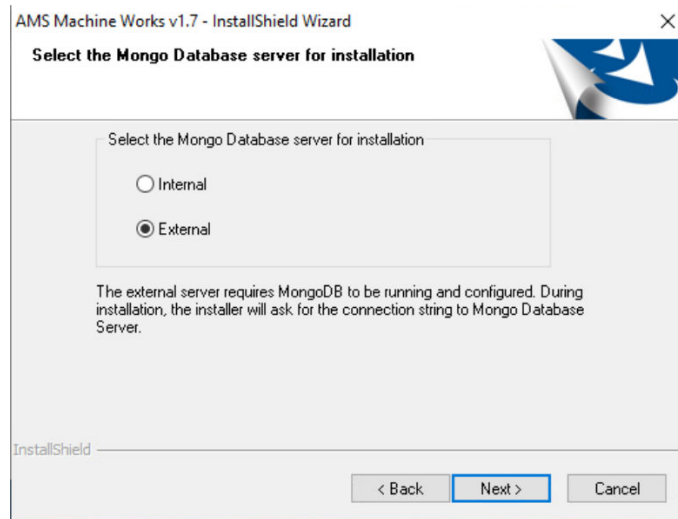 AMS Machine Works v1.7 - InstallShield Wizard
Select the Mongo Database server for installation
Select the Mongo Database server for installation
Internal
External
The external server requires MongoDB to be running and configured. During
installation, the installer will ask for the connection string to Mongo Database
Server.
InstallShield
< Back Next > Cancel